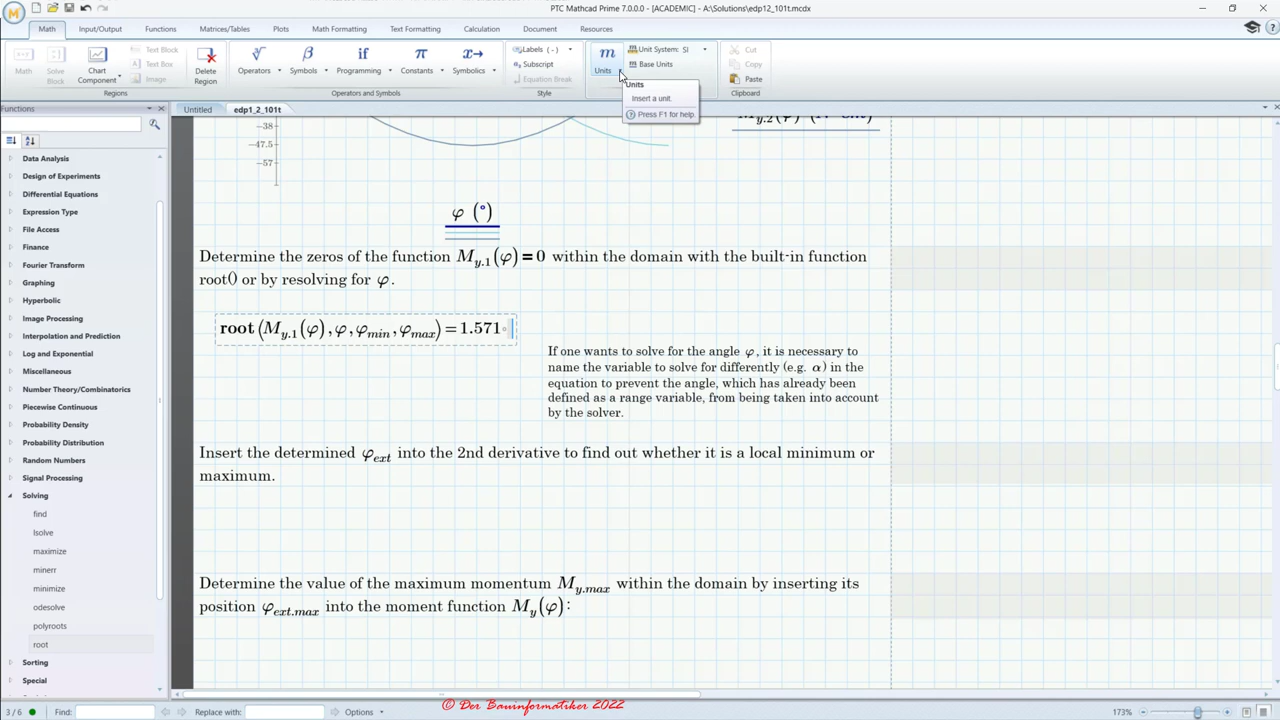 PTC Mathcad Prime 7.0.0.0 - [ACADEMIC] - A:\Solutions\edp12_101t.mcdx
Math Input/Output Functions Matrices/Tables Plots Math Formatting Text Formatting Calculation Document Resources
Math Solve Block Chart Component Text Block Math Break Image Delete Region
Operators Symbols Programming Constants Symbolics
Labels ( - ) Subscript Equation Break
Units Unit System: SI Base Units
Cut Copy Paste
Regions Operators and Symbols Style Clipboard
Units
Insert a unit.
Press F1 for help.
Functions
Untitled edp1_2_101t
Data Analysis
Design of Experiments
Differential Equations
Expression Type
File Access
Finance
Fourier Transform
Graphing
Hyperbolic
Image Processing
Interpolation and Prediction
Log and Exponential
Miscellaneous
Number Theory/Combinatorics
Piecewise Continuous
Probability Density
Probability Distribution
Random Numbers
Signal Processing
Solving
find
lsolve
maximize
minerr
minimize
odesolve
polyroots
root
Sorting
Special
-38
-47.5
-57
φ (°)
Determine the zeros of the function M_y.1(φ)=0 within the domain with the built-in function
root() or by resolving for φ.
root(M_y.1(φ),φ,φ_min,φ_max)=1.571
If one wants to solve for the angle φ, it is necessary to
name the variable to solve for differently (e.g. α) in the
equation to prevent the angle, which has already been
defined as a range variable, from being taken into account
by the solver.
Insert the determined φ_ext into the 2nd derivative to find out whether it is a local minimum or
maximum.
Determine the value of the maximum momentum M_y.max within the domain by inserting its
position φ_ext.max into the moment function M_y(φ):
© Der Bauinformatiker 2022
3 / 6 Find: Replace with: Options 173%